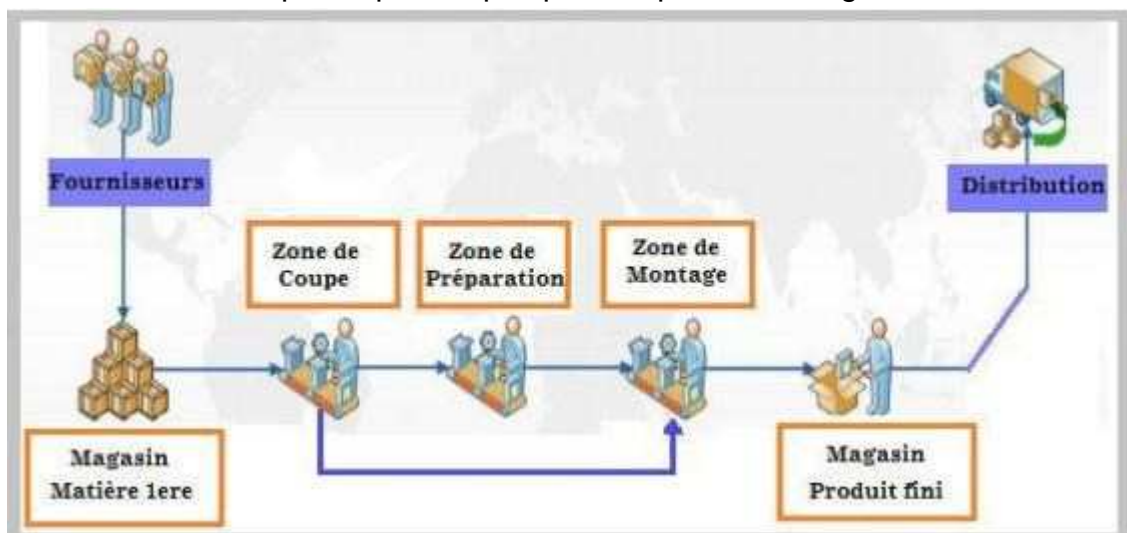 Fournisseurs
Distribution
Zone de
Coupe
Zone de
Préparation
Zone de
Montage
Magasin
Matière 1ere
Magasin
Produit fini